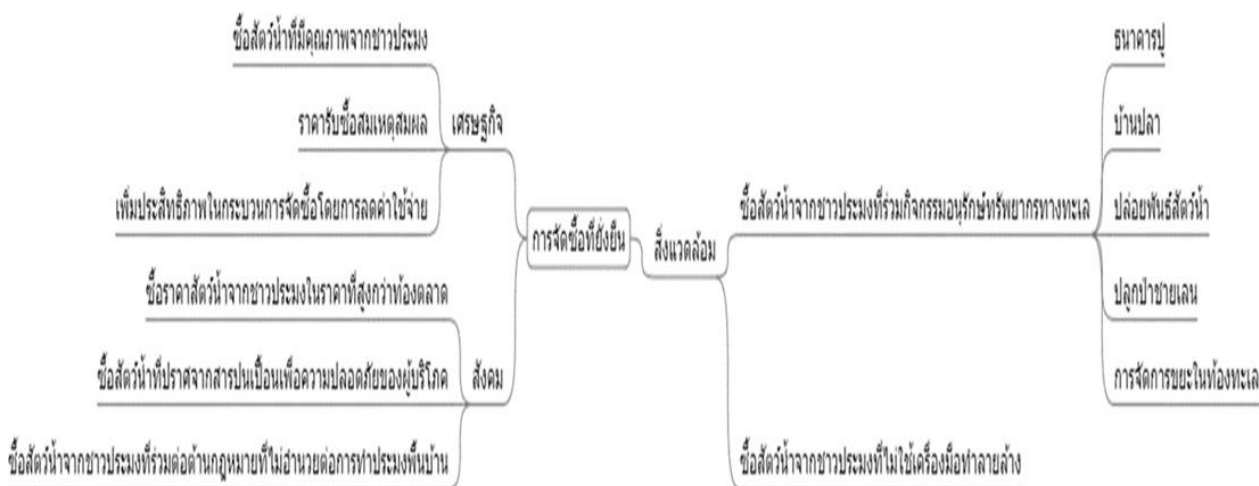 ซื้อสัตว์น้ำที่มีคุณภาพจากชาวประมง
ราคารับซื้อสมเหตุสมผล
เศรษฐกิจ
เพิ่มประสิทธิภาพในกระบวนการจัดซื้อโดยการลดค่าใช้จ่าย
การจัดซื้อที่ยั่งยืน
ซื้อราคาสัตว์น้ำจากชาวประมงในราคาที่สูงกว่าท้องตลาด
ซื้อสัตว์น้ำที่ปราศจากสารปนเปื้อนเพื่อความปลอดภัยของผู้บริโภค
สังคม
ซื้อสัตว์น้ำจากชาวประมงที่ร่วมต่อต้านกฎหมายที่ไม่อำนวยต่อการทำประมงพื้นบ้าน
สิ่งแวดล้อม
ซื้อสัตว์น้ำจากชาวประมงที่ร่วมกิจกรรมอนุรักษ์ทรัพยากรทางทะเล
ธนาคารปู
บ้านปลา
ปล่อยพันธ์สัตว์น้ำ
ปลูกป่าชายเลน
การจัดการขยะในท้องทะเล
ซื้อสัตว์น้ำจากชาวประมงที่ไม่ใช้เครื่องมือทำลายล้าง